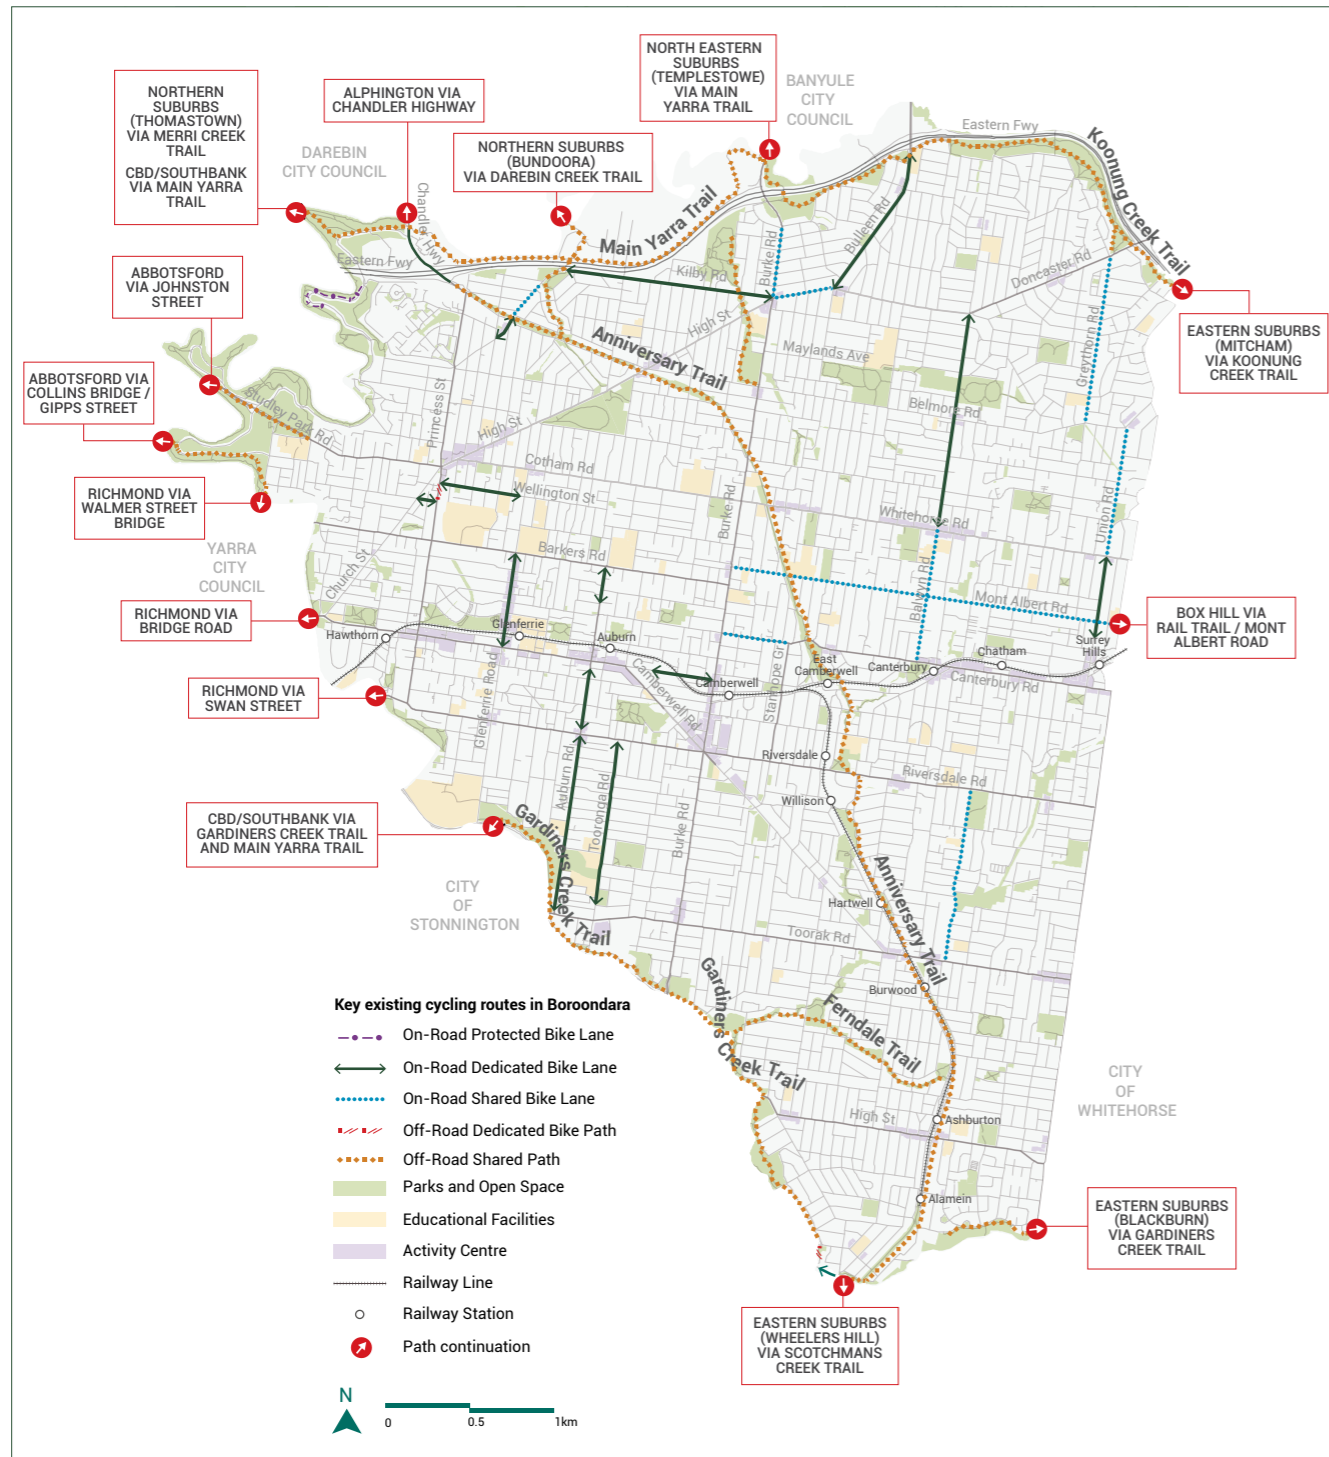 NORTH EASTERN
SUBURBS
(TEMPLESTOWE)
VIA MAIN
YARRA TRAIL
BANYULE
CITY
COUNCIL
NORTHERN
SUBURBS
(THOMASTOWN)
VIA MERRI CREEK
TRAIL
CBD/SOUTHBANK
VIA MAIN YARRA
TRAIL
ALPHINGTON VIA
CHANDLER HIGHWAY
NORTHERN SUBURBS
(BUNDOORA)
VIA DAREBIN CREEK TRAIL
DAREBIN
CITY COUNCIL
Eastern Fwy
Koonung Creek Trail
Chandler Hwy
Main Yarra Trail
Burke Rd
Bulleen Rd
Eastern Fwy
Kilby Rd
Doncaster Rd
ABBOTSFORD
VIA JOHNSTON
STREET
High St
Anniversary Trail
Maylands Ave
Greythorn Rd
EASTERN SUBURBS
(MITCHAM)
VIA KOONUNG
CREEK TRAIL
ABBOTSFORD VIA
COLLINS BRIDGE /
GIPPS STREET
Studley Park Rd
Princess St
High St
Belmore Rd
Cotham Rd
Wellington St
Burke Rd
Whitehorse Rd
Union Rd
RICHMOND VIA
WALMER STREET
BRIDGE
YARRA
CITY
COUNCIL
Church St
Barkers Rd
Balwyn Rd
Mont Albert Rd
RICHMOND VIA
BRIDGE ROAD
BOX HILL VIA
RAIL TRAIL / MONT
ALBERT ROAD
Hawthorn
Glenferrie
Auburn
Camberwell
East
Camberwell
Canterbury
Chatham
Surrey
Hills
Canterbury Rd
Glenferrie Road
Camberwell Rd
Stanhope Gr
RICHMOND VIA
SWAN STREET
Riversdale
Riversdale Rd
Willison
Auburn Rd
Tooronga Rd
Burke Rd
CBD/SOUTHBANK VIA
GARDINERS CREEK TRAIL
AND MAIN YARRA TRAIL
Gardiners Creek Trail
Anniversary Trail
CITY
OF
STONNINGTON
Hartwell
Toorak Rd
Burwood
Gardiners Creek Trail
Ferndale Trail
CITY
OF
WHITEHORSE
High St
Ashburton
Alamein
EASTERN SUBURBS
(BLACKBURN)
VIA GARDINERS
CREEK TRAIL
EASTERN SUBURBS
(WHEELERS HILL)
VIA SCOTCHMANS
CREEK TRAIL
Key existing cycling routes in Boroondara
On-Road Protected Bike Lane
On-Road Dedicated Bike Lane
On-Road Shared Bike Lane
Off-Road Dedicated Bike Path
Off-Road Shared Path
Parks and Open Space
Educational Facilities
Activity Centre
Railway Line
Railway Station
Path continuation
N
0 0.5 1km